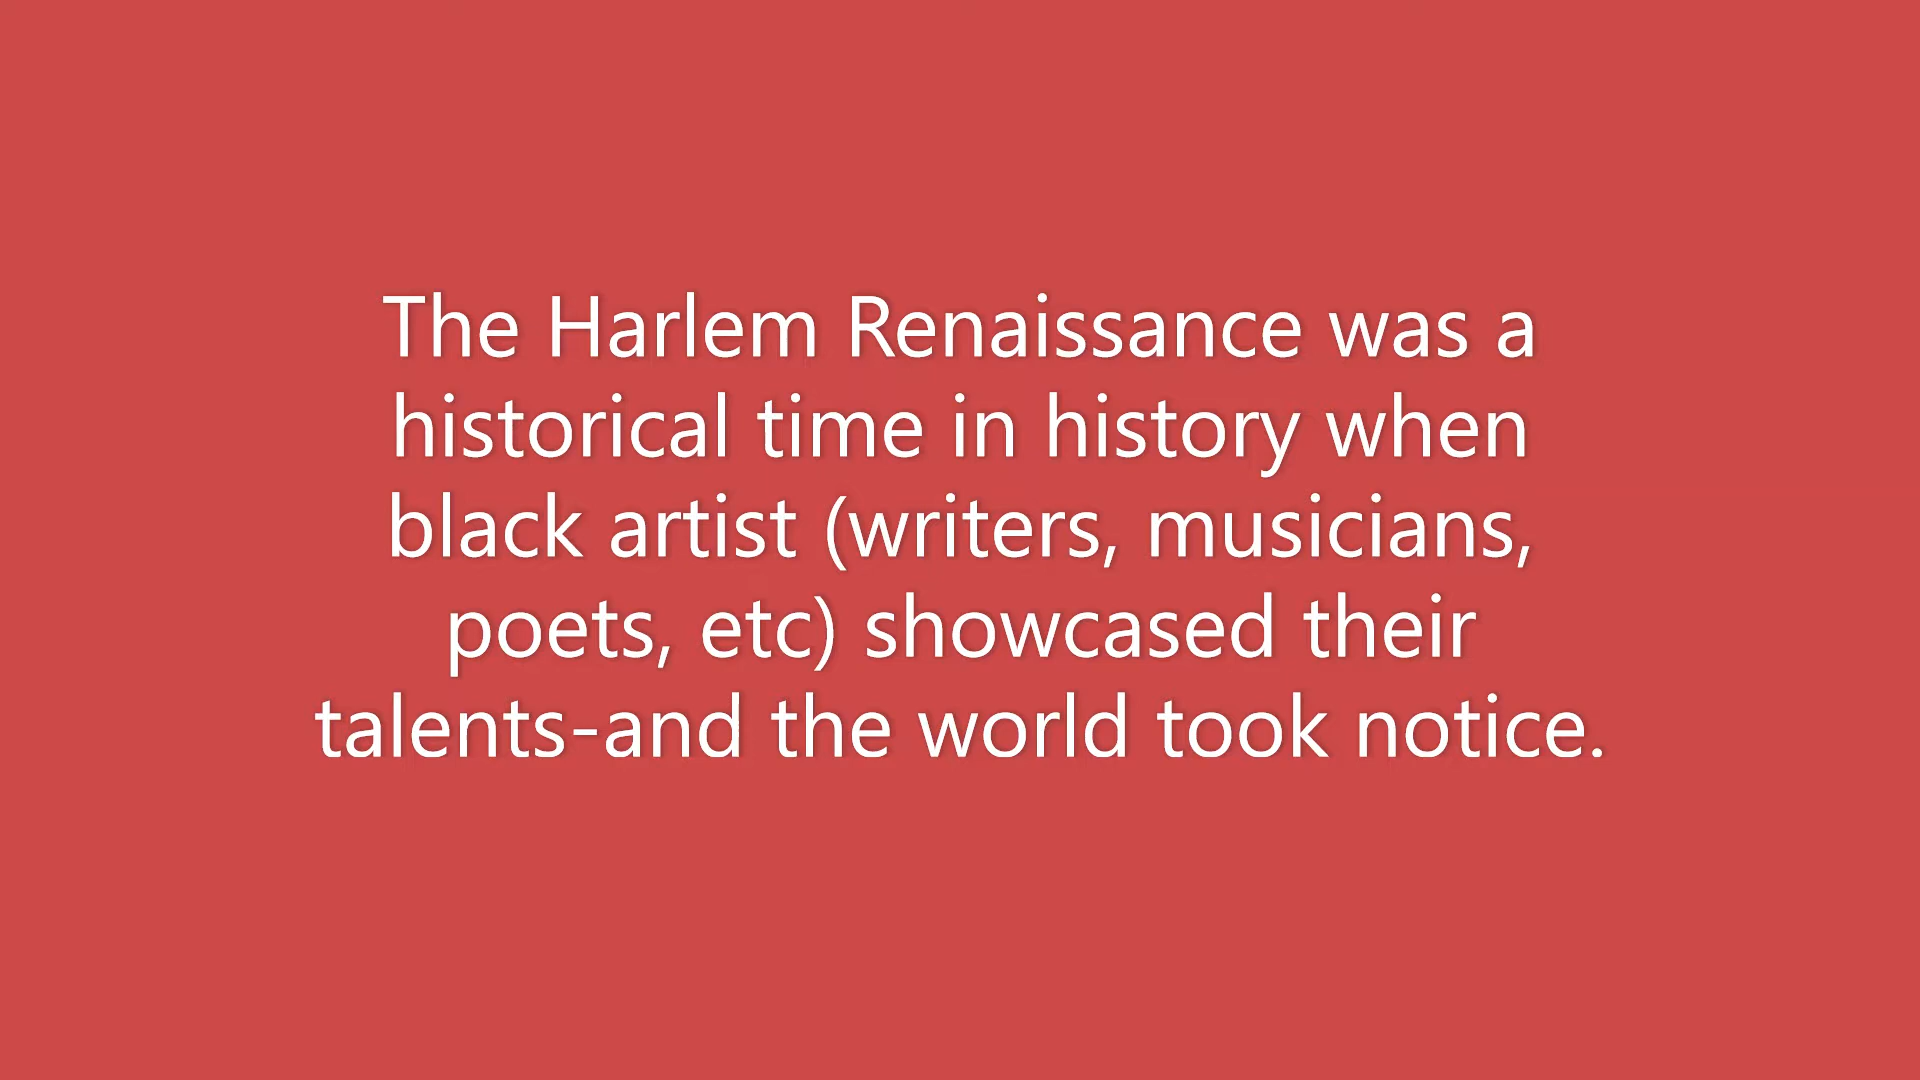 The Harlem Renaissance was a
historical time in history when
black artist (writers, musicians,
poets, etc) showcased their
talents-and the world took notice.